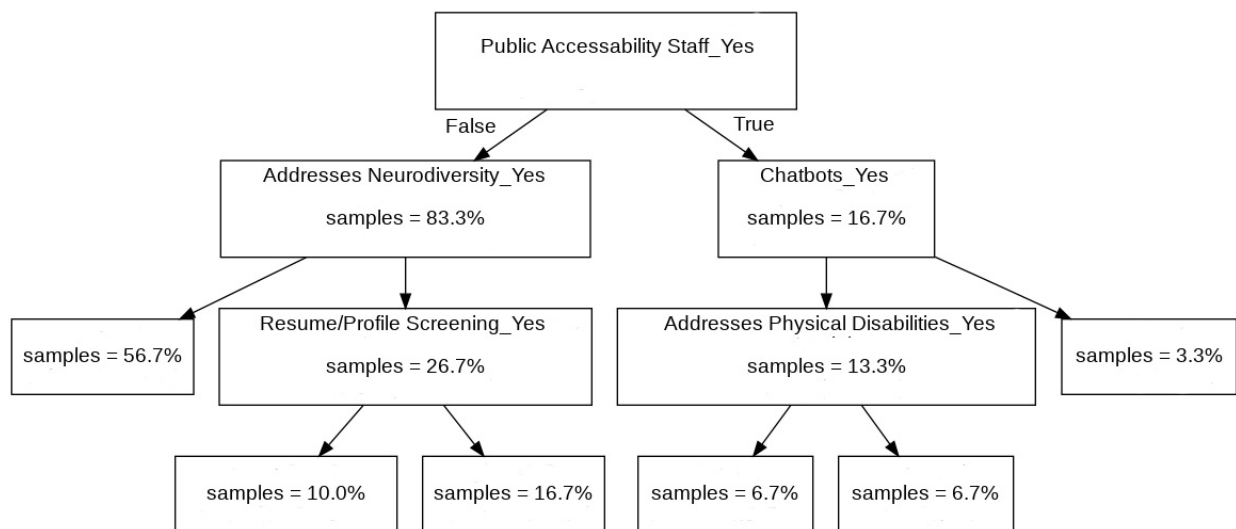 Public Accessability Staff_Yes
False
True
Addresses Neurodiversity_Yes
samples = 83.3%
Chatbots_Yes
samples = 16.7%
samples = 56.7%
Resume/Profile Screening_Yes
samples = 26.7%
Addresses Physical Disabilities_Yes
samples = 13.3%
samples = 3.3%
samples = 10.0%
samples = 16.7%
samples = 6.7%
samples = 6.7%